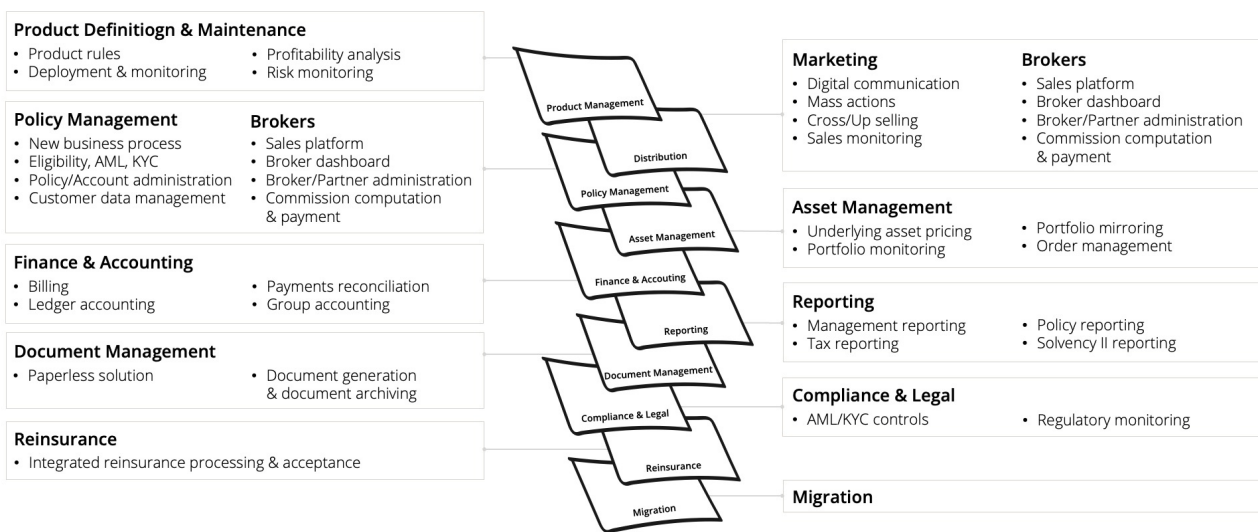 Product Definitiogn & Maintenance
• Product rules
• Deployment & monitoring
• Profitability analysis
• Risk monitoring
Policy Management
• New business process
• Eligibility, AML, KYC
• Policy/Account administration
• Customer data management
Brokers
• Sales platform
• Broker dashboard
• Broker/Partner administration
• Commission computation
& payment
Finance & Accounting
• Billing
• Ledger accounting
• Payments reconciliation
• Group accounting
Document Management
• Paperless solution
• Document generation
& document archiving
Reinsurance
• Integrated reinsurance processing & acceptance
Product Management
Distribution
Policy Management
Asset Management
Finance & Accouting
Reporting
Document Management
Compliance & Legal
Reinsurance
Migration
Marketing
• Digital communication
• Mass actions
• Cross/Up selling
• Sales monitoring
Brokers
• Sales platform
• Broker dashboard
• Broker/Partner administration
• Commission computation
& payment
Asset Management
• Underlying asset pricing
• Portfolio monitoring
• Portfolio mirroring
• Order management
Reporting
• Management reporting
• Tax reporting
• Policy reporting
• Solvency II reporting
Compliance & Legal
• AML/KYC controls
• Regulatory monitoring
Migration